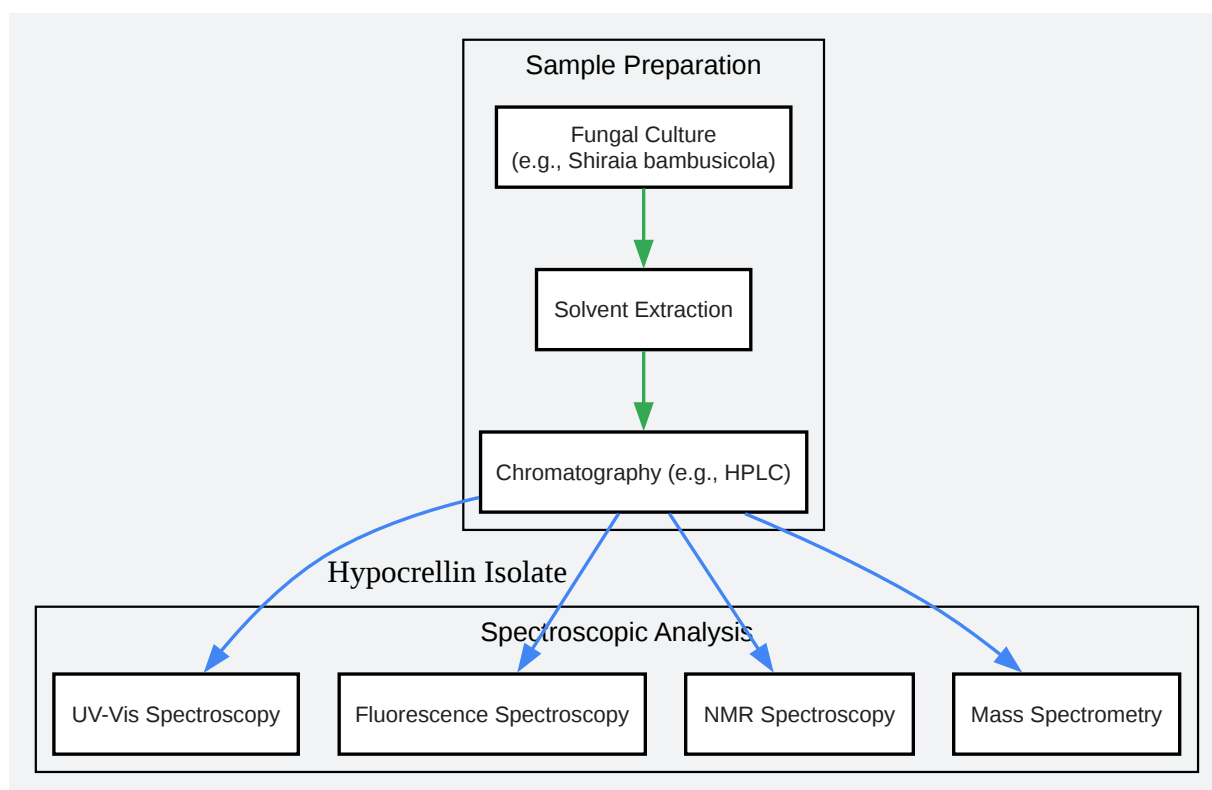 Sample Preparation
Fungal Culture
(e.g., Shiraia bambusicola)
Solvent Extraction
Chromatography (e.g., HPLC)
Hypocrellin Isolate
Spectroscopic Analysis
UV-Vis Spectroscopy
Fluorescence Spectroscopy
NMR Spectroscopy
Mass Spectrometry